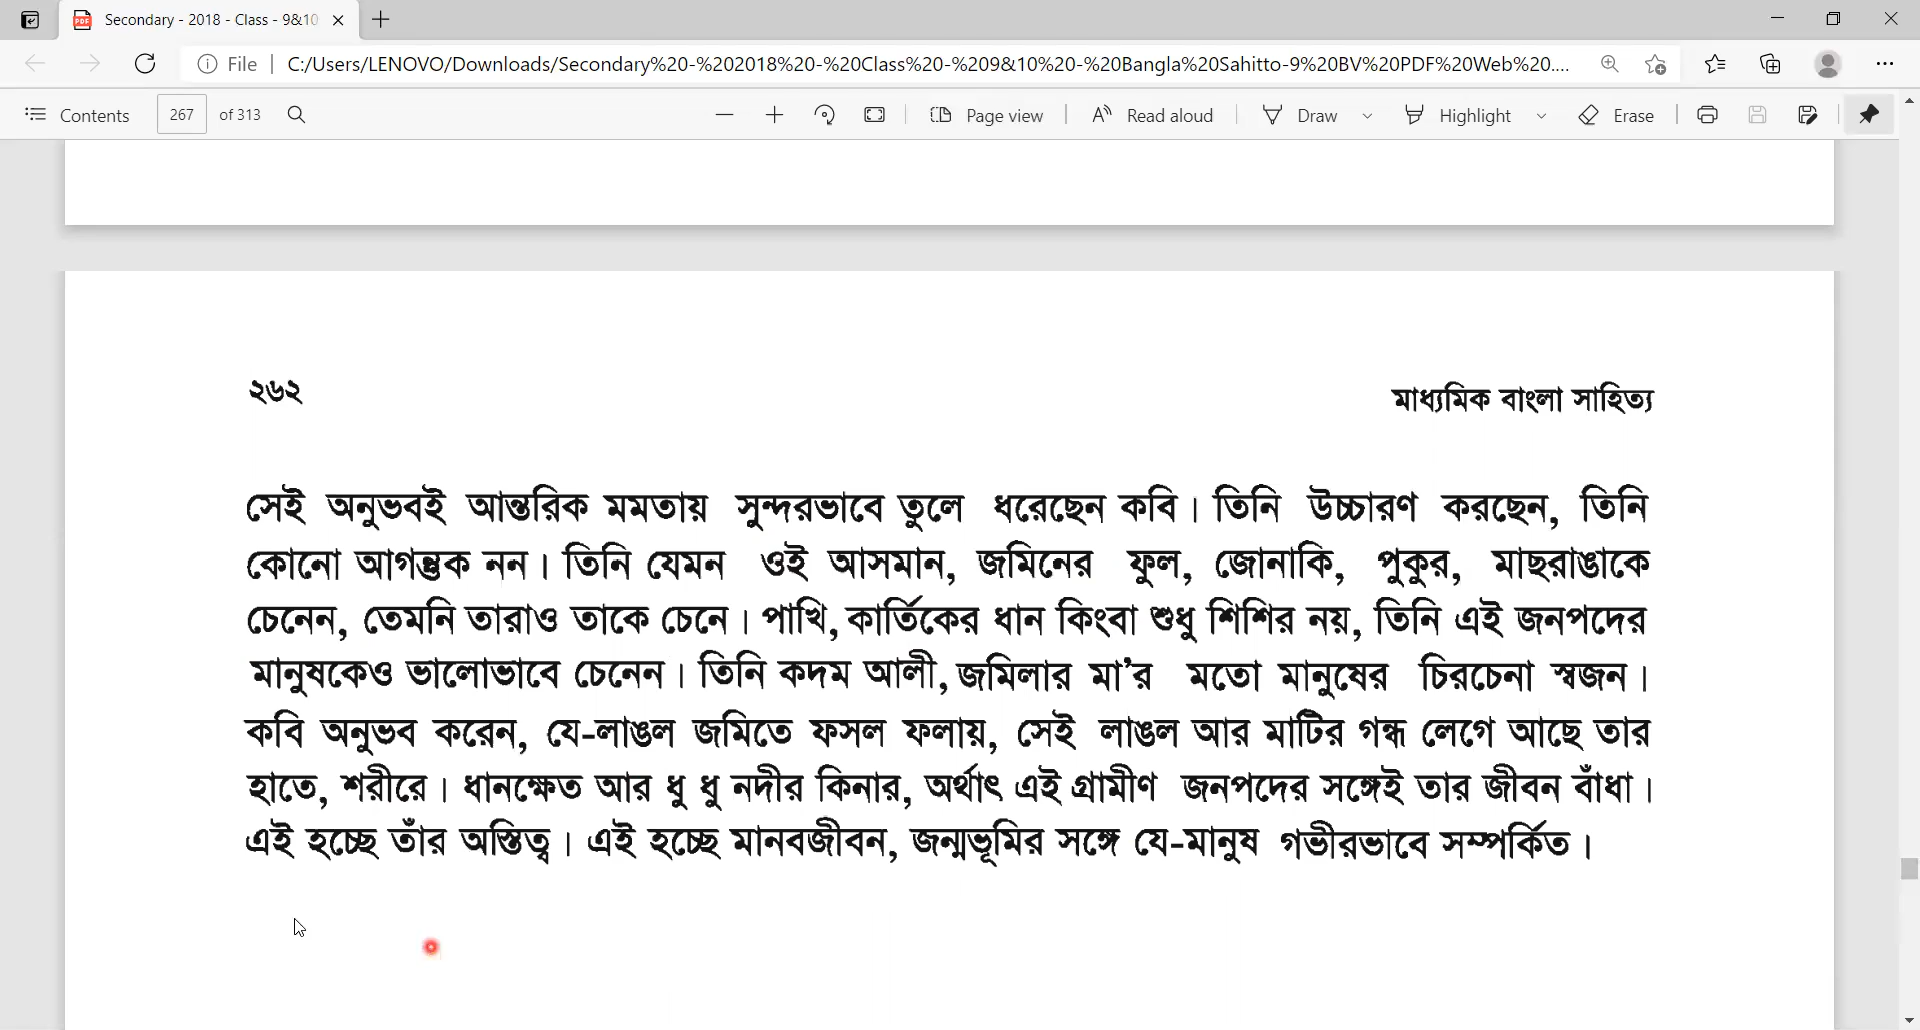 Secondary - 2018 - Class - 9&10
File
C:/Users/LENOVO/Downloads/Secondary%20-%202018%20-%20Class%20-%209&10%20-%20Bangla%20Sahitto-9%20BV%20PDF%20Web%20....
Contents 267 of 313 Page view Read aloud Draw Highlight Erase
২৬২ মাধ্যমিক বাংলা সাহিত্য
সেই অনুভবই আন্তরিক মমতায় সুন্দরভাবে তুলে ধরেছেন কবি। তিনি উচ্চারণ করছেন, তিনি
কোনো আগন্তুক নন। তিনি যেমন ওই আসমান, জমিনের ফুল, জোনাকি, পুকুর, মাছরাঙাকে
চেনেন, তেমনি তারাও তাকে চেনে। পাখি, কার্তিকের ধান কিংবা শুধু শিশির নয়, তিনি এই জনপদের
মানুষকেও ভালোভাবে চেনেন। তিনি কদম আলী, জমিলার মা’র মতো মানুষের চিরচেনা স্বজন।
কবি অনুভব করেন, যে-লাঙল জমিতে ফসল ফলায়, সেই লাঙল আর মাটির গন্ধ লেগে আছে তার
হাতে, শরীরে। ধানক্ষেত আর ধু ধু নদীর কিনার, অর্থাৎ এই গ্রামীণ জনপদের সঙ্গেই তার জীবন বাঁধা।
এই হচ্ছে তাঁর অস্তিত্ব। এই হচ্ছে মানবজীবন, জন্মভূমির সঙ্গে যে-মানুষ গভীরভাবে সম্পর্কিত।